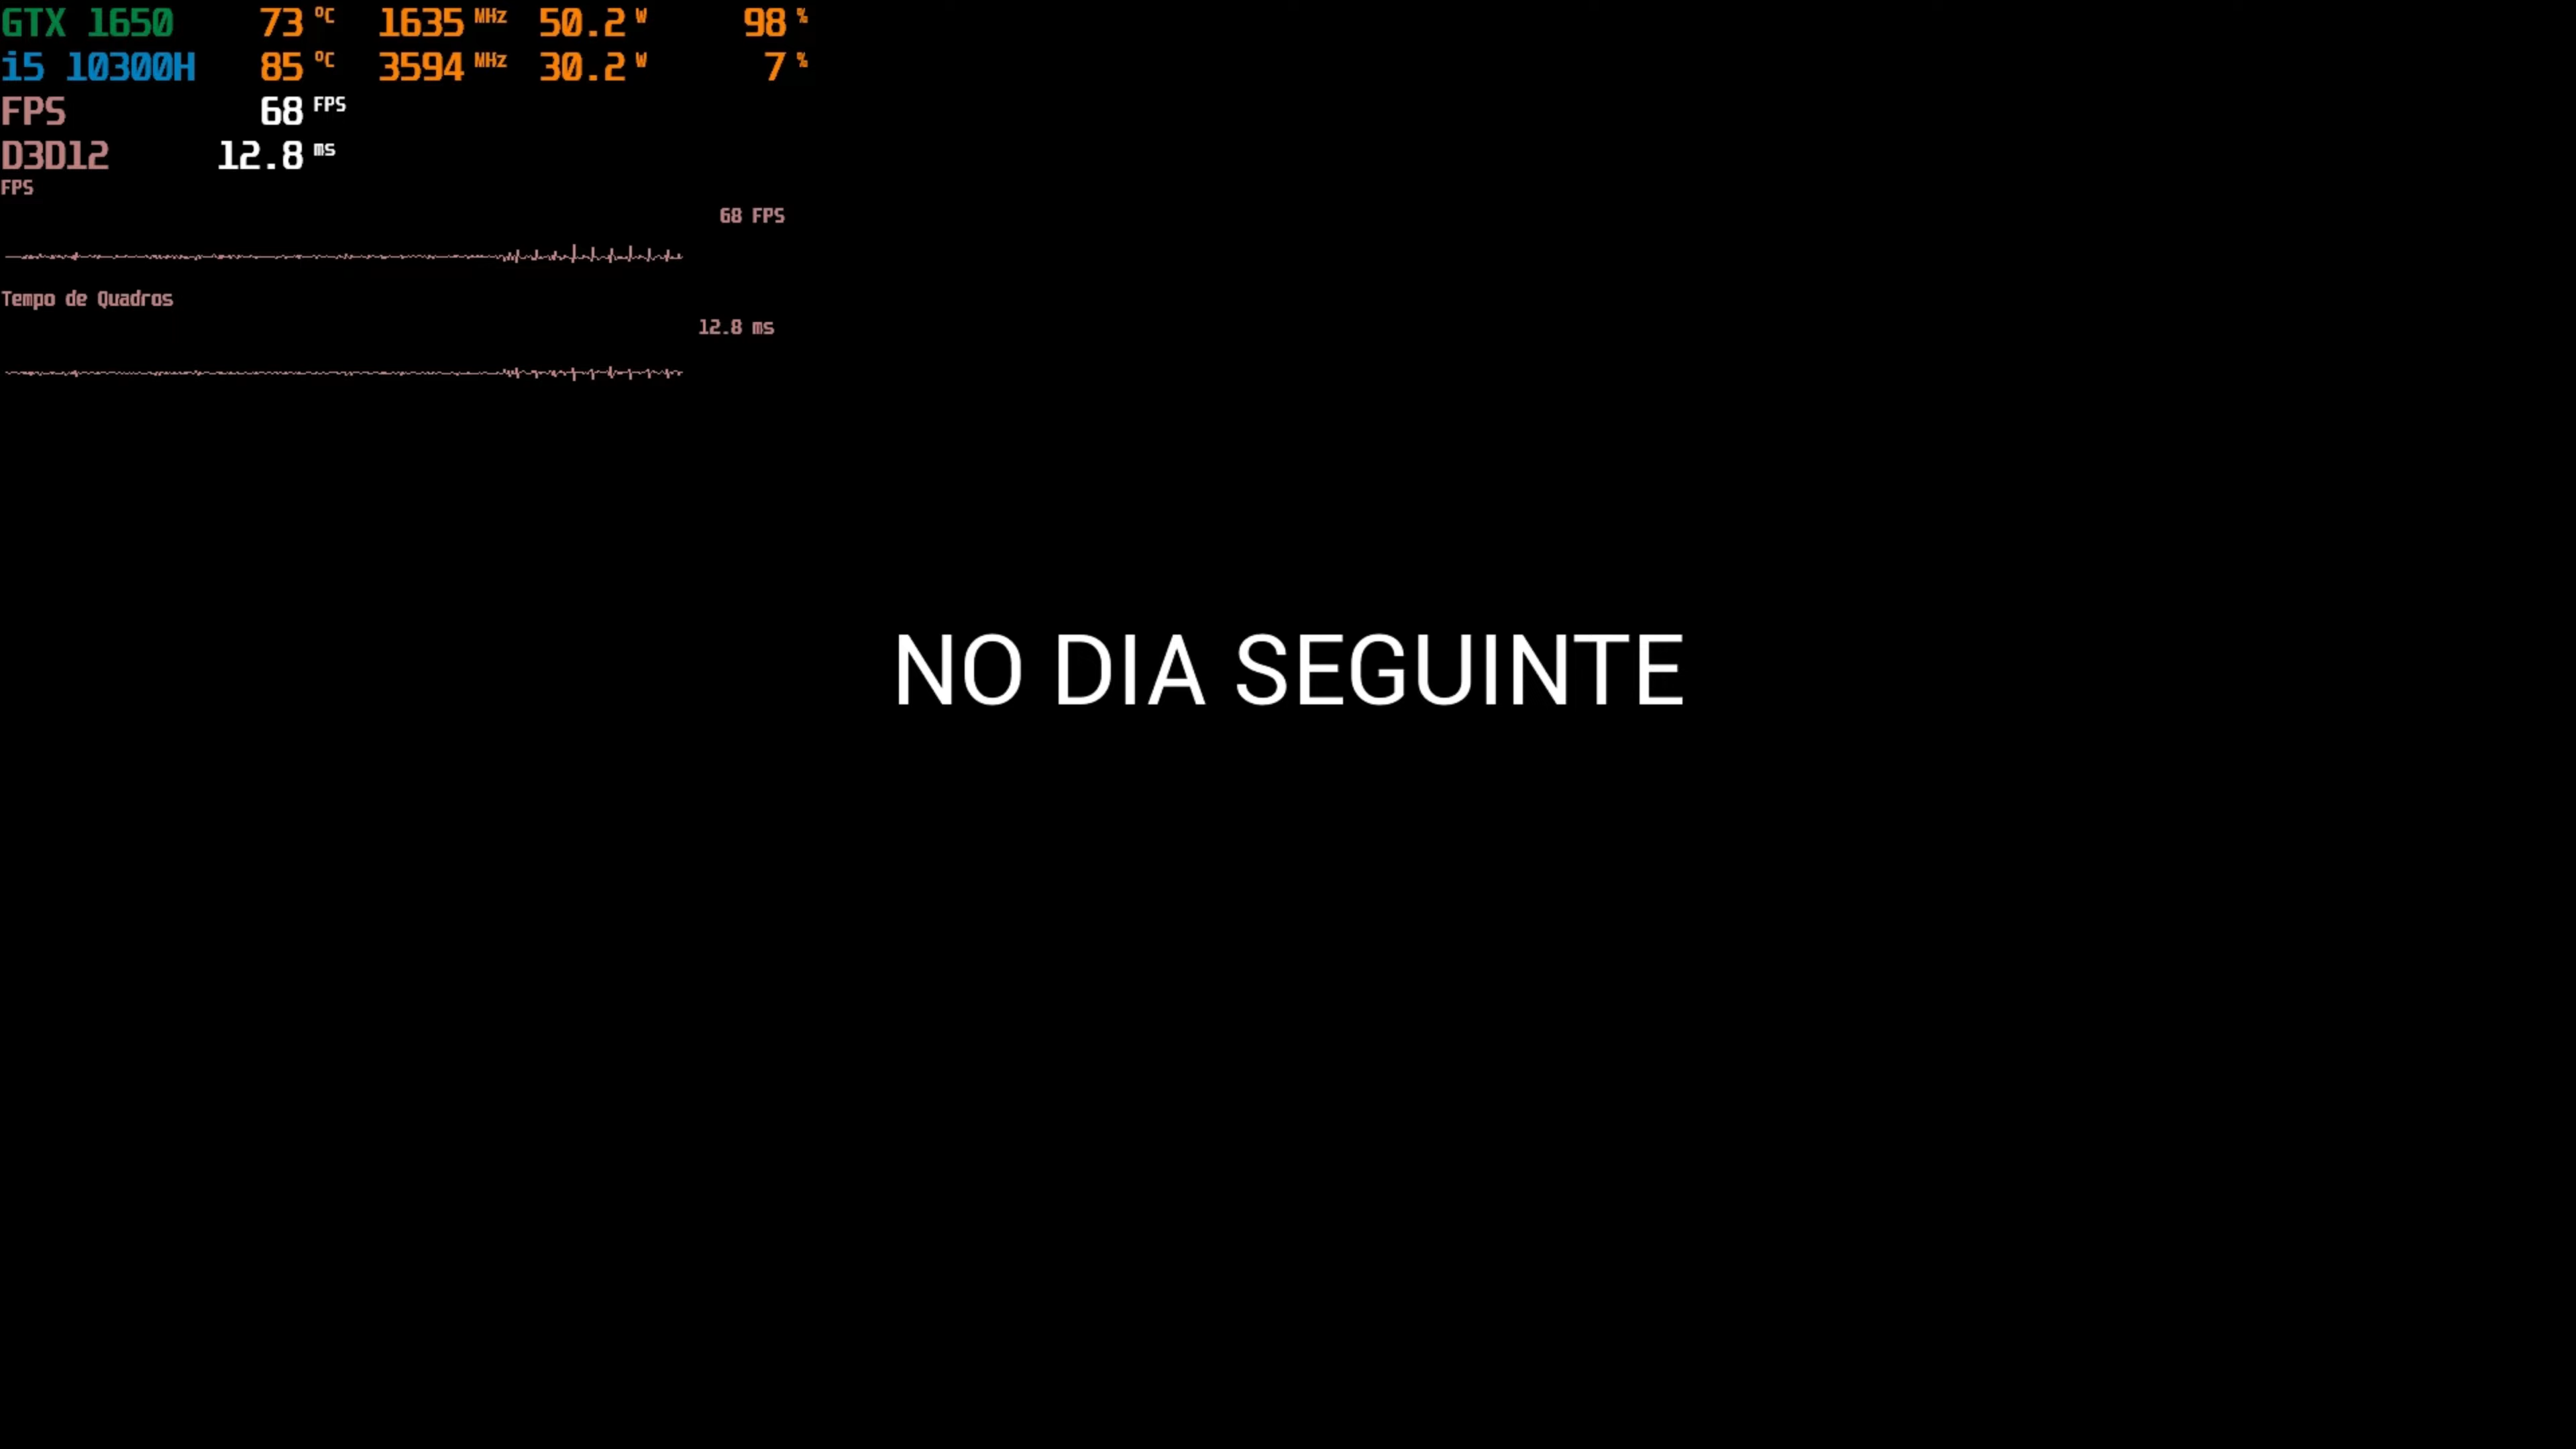 GTX 1650 73 °C 1635 MHz 50.2 W 98 %
i5 10300H 85 °C 3594 MHz 30.2 W 7 %
FPS 68 FPS
D3D12 12.8 ms
FPS
68 FPS
Tempo de Quadros
12.8 ms
NO DIA SEGUINTE